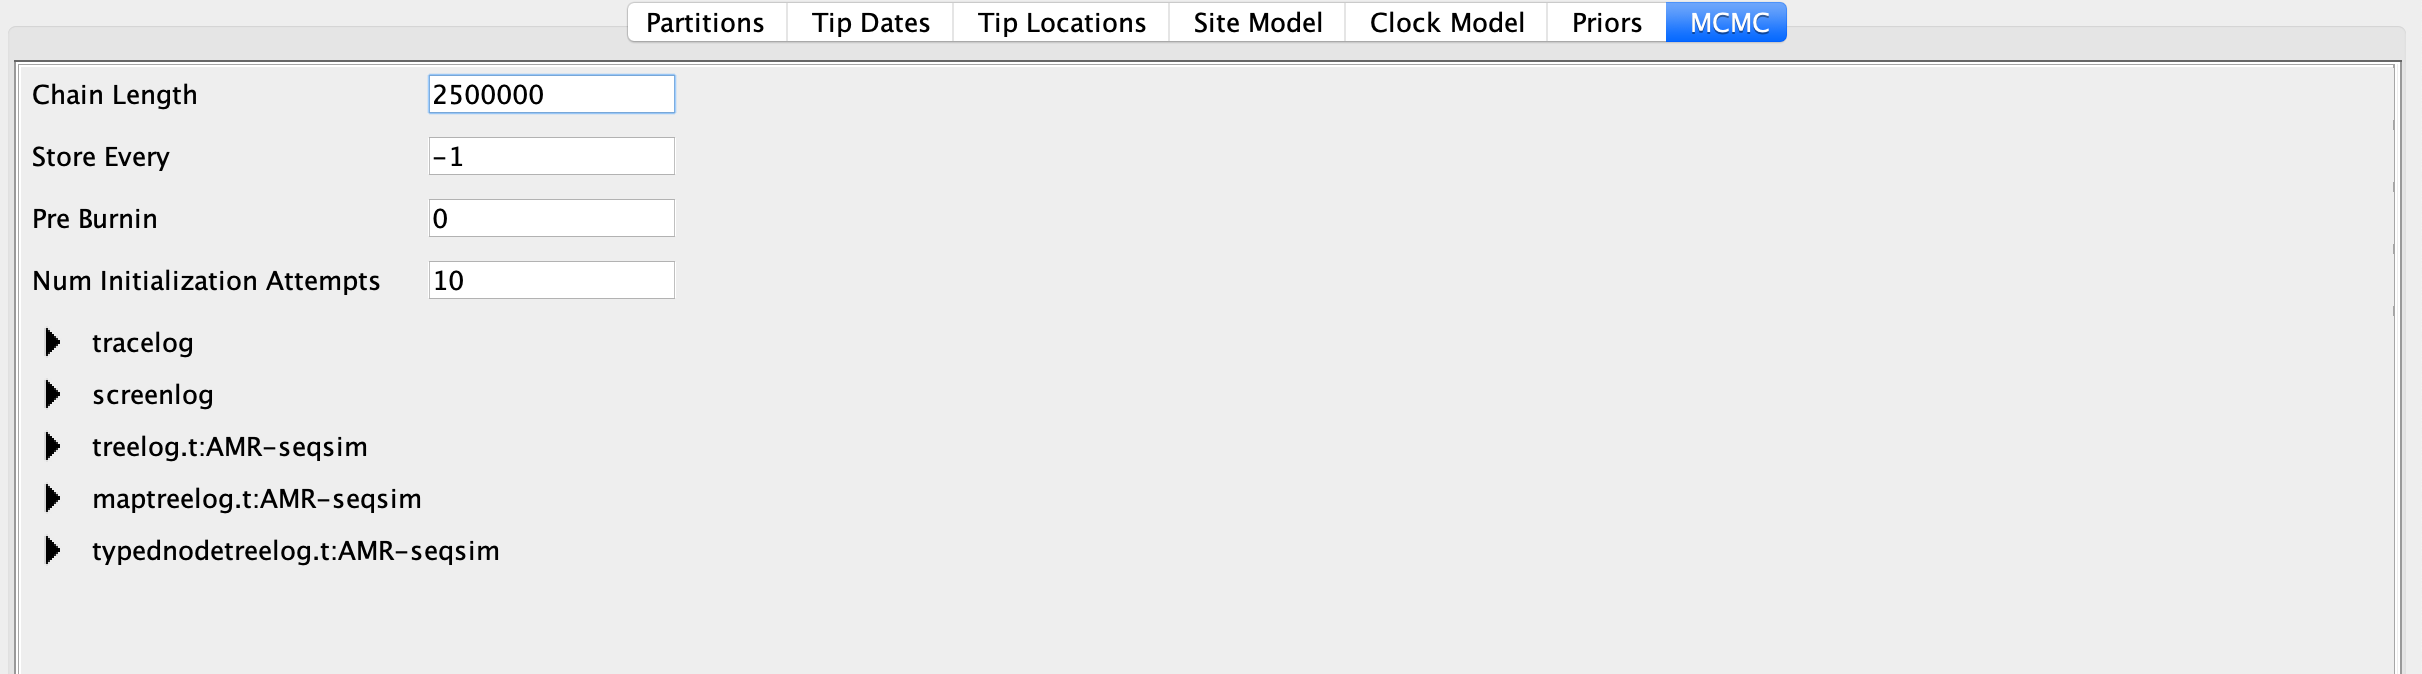 Partitions Tip Dates Tip Locations Site Model Clock Model Priors MCMC
Chain Length 2500000
Store Every -1
Pre Burnin 0
Num Initialization Attempts 10
tracelog
screenlog
treelog.t:AMR-seqsim
maptreelog.t:AMR-seqsim
typednodetreelog.t:AMR-seqsim